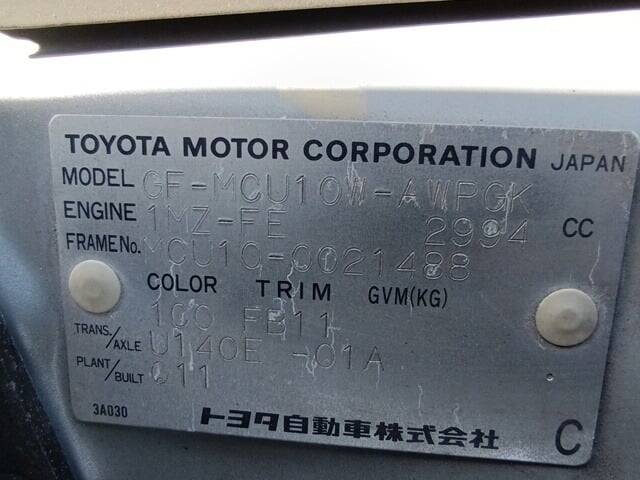 TOYOTA MOTOR CORPORATION JAPAN
MODEL GF-MCU10W-AWPGK
ENGINE 1MZ-FE 2994 CC
FRAME No. MCU10-0021488
COLOR TRIM GVM(KG)
1C0 FB11
TRANS./AXLE U140E -01A
PLANT/BUILT C11
3A030 トヨタ自動車株式会社 C